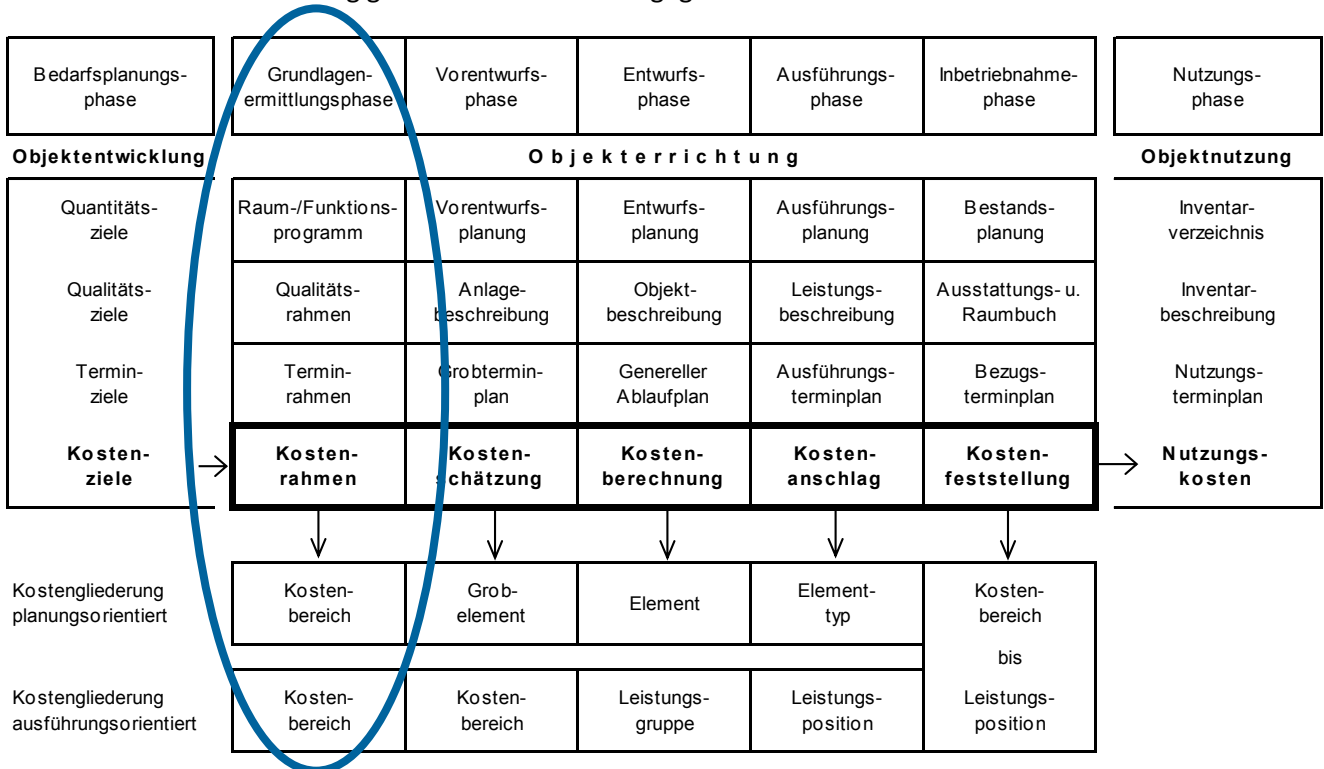 Bedarfsplanungs-
phase
Grundlagen-
ermittlungsphase
Vorentwurfs-
phase
Entwurfs-
phase
Ausführungs-
phase
Inbetriebnahme-
phase
Nutzungs-
phase
Objektentwicklung
Objekterrichtung
Objektnutzung
Quantitäts-
ziele
Raum-/Funktions-
programm
Vorentwurfs-
planung
Entwurfs-
planung
Ausführungs-
planung
Bestands-
planung
Inventar-
verzeichnis
Qualitäts-
ziele
Qualitäts-
rahmen
Anlage-
beschreibung
Objekt-
beschreibung
Leistungs-
beschreibung
Ausstattungs- u.
Raumbuch
Inventar-
beschreibung
Termin-
ziele
Termin-
rahmen
Grobtermin-
plan
Genereller
Ablaufplan
Ausführungs-
terminplan
Bezugs-
terminplan
Nutzungs-
terminplan
Kosten-
ziele
Kosten-
rahmen
Kosten-
schätzung
Kosten-
berechnung
Kosten-
anschlag
Kosten-
feststellung
Nutzungs-
kosten
Kostengliederung
planungsorientiert
Kosten-
bereich
Grob-
element
Element
Element-
typ
Kosten-
bereich
bis
Leistungs-
position
Kostengliederung
ausführungsorientiert
Kosten-
bereich
Kosten-
bereich
Leistungs-
gruppe
Leistungs-
position